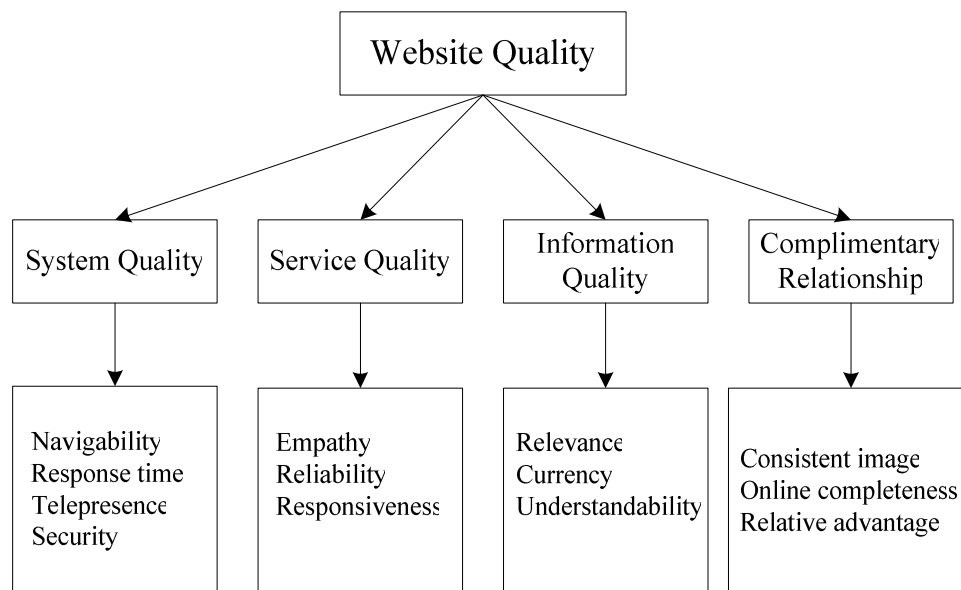 Website Quality
System Quality
Service Quality
Information
Quality
Complimentary
Relationship
Navigability
Response time
Telepresence
Security
Empathy
Reliability
Responsiveness
Relevance
Currency
Understandability
Consistent image
Online completeness
Relative advantage